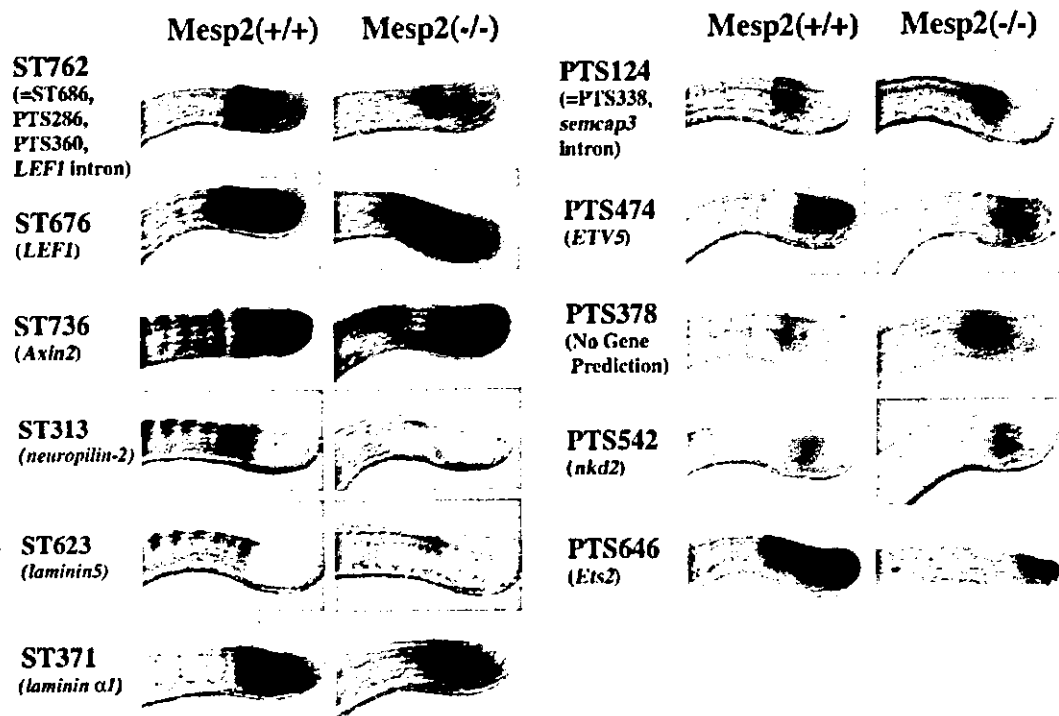 Mesp2(+/+) Mesp2(-/-)
ST762
(=ST686,
PTS286,
PTS360,
LEF1 intron)
ST676
(LEF1)
ST736
(Axin2)
ST313
(neuropilin-2)
ST623
(laminin5)
ST371
(laminin α1)
Mesp2(+/+) Mesp2(-/-)
PTS124
(=PTS338,
semcap3
intron)
PTS474
(ETV5)
PTS378
(No Gene
Prediction)
PTS542
(nkd2)
PTS646
(Ets2)